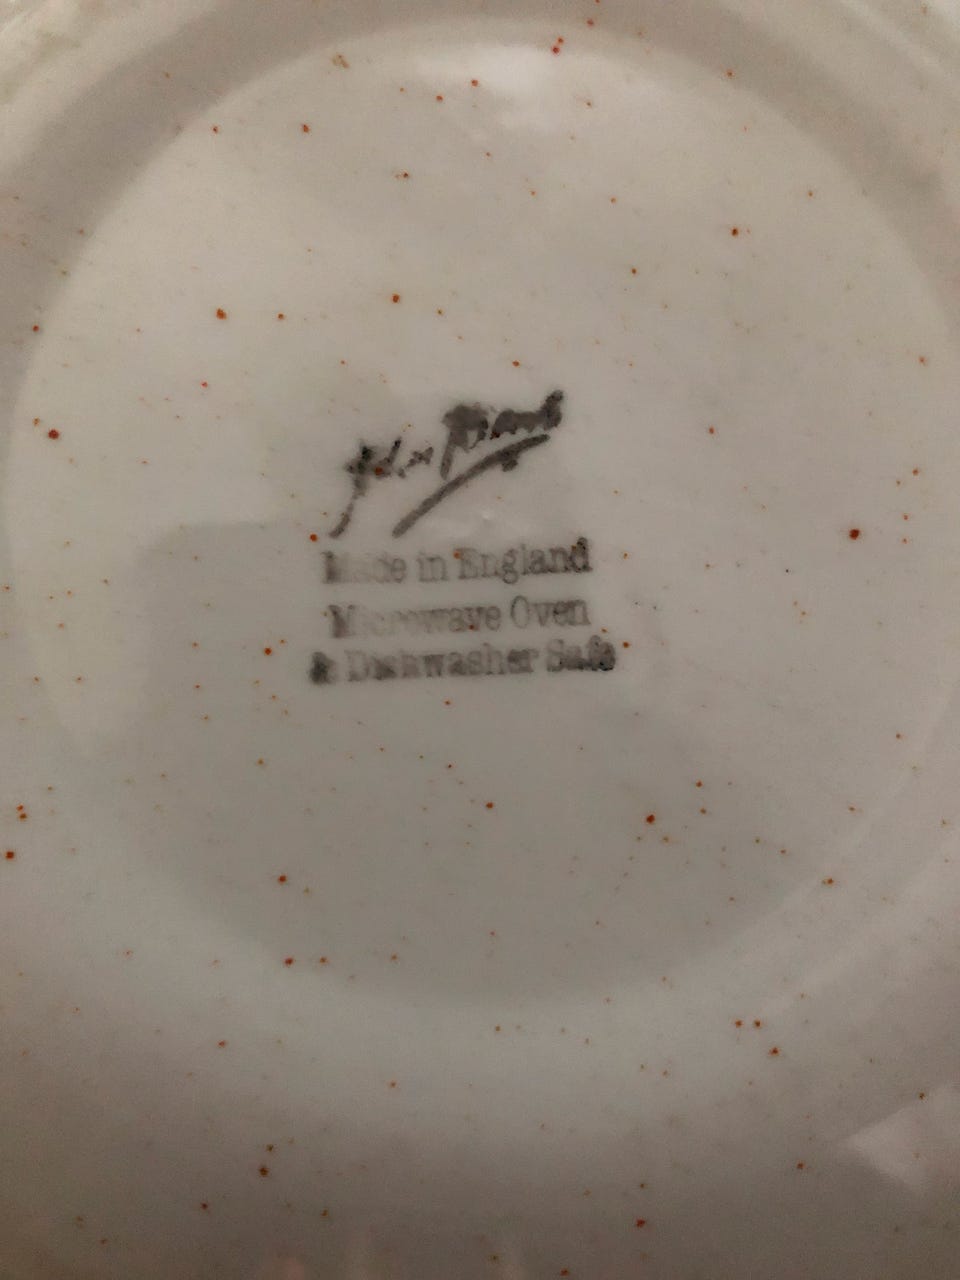 Made in England
Microwave Oven
& Dishwasher Safe